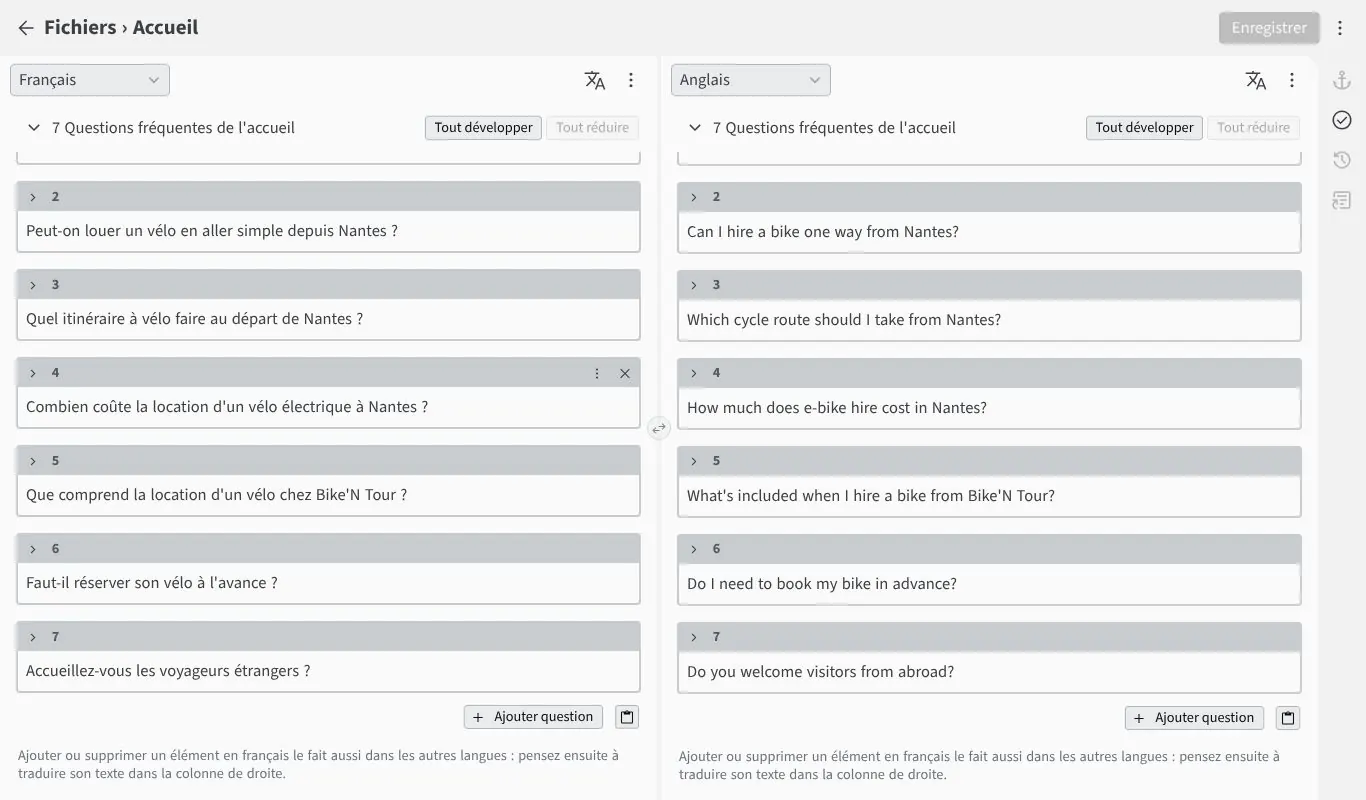 Fichiers › Accueil
Enregistrer
Français
7 Questions fréquentes de l'accueil
Tout développer
Tout réduire
2
Peut-on louer un vélo en aller simple depuis Nantes ?
3
Quel itinéraire à vélo faire au départ de Nantes ?
4
Combien coûte la location d'un vélo électrique à Nantes ?
5
Que comprend la location d'un vélo chez Bike'N Tour ?
6
Faut-il réserver son vélo à l'avance ?
7
Accueillez-vous les voyageurs étrangers ?
+ Ajouter question
Ajouter ou supprimer un élément en français le fait aussi dans les autres langues : pensez ensuite à
traduire son texte dans la colonne de droite.
Anglais
7 Questions fréquentes de l'accueil
Tout développer
Tout réduire
2
Can I hire a bike one way from Nantes?
3
Which cycle route should I take from Nantes?
4
How much does e-bike hire cost in Nantes?
5
What's included when I hire a bike from Bike'N Tour?
6
Do I need to book my bike in advance?
7
Do you welcome visitors from abroad?
+ Ajouter question
Ajouter ou supprimer un élément en français le fait aussi dans les autres langues : pensez ensuite à
traduire son texte dans la colonne de droite.